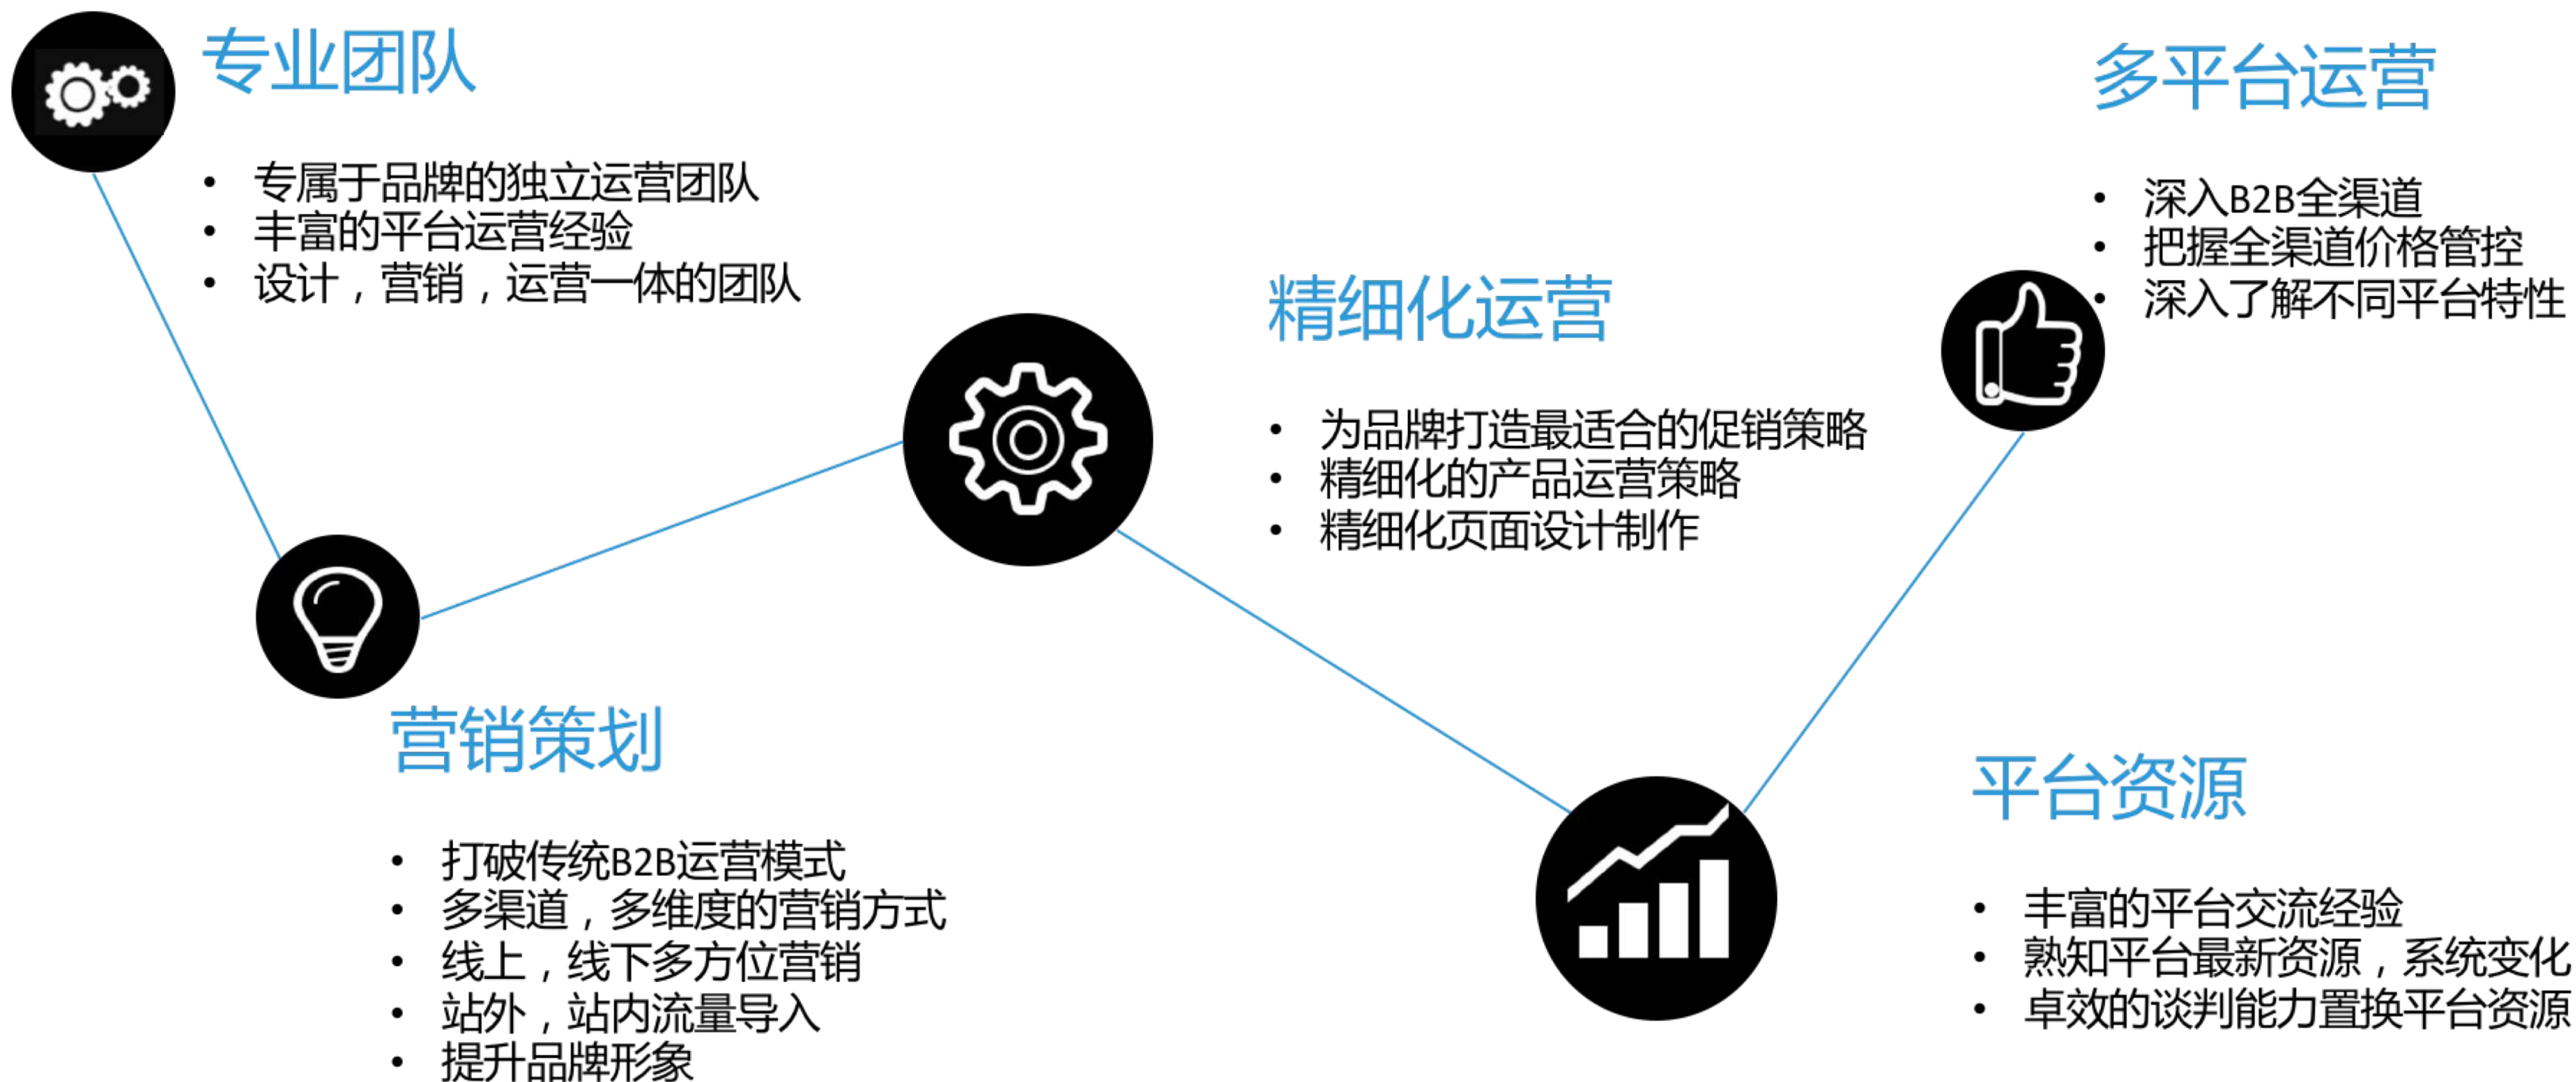 专业团队
• 专属于品牌的独立运营团队
• 丰富的平台运营经验
• 设计，营销，运营一体的团队
营销策划
• 打破传统B2B运营模式
• 多渠道，多维度的营销方式
• 线上，线下多方位营销
• 站外，站内流量导入
• 提升品牌形象
精细化运营
• 为品牌打造最适合的促销策略
• 精细化的产品运营策略
• 精细化页面设计制作
平台资源
• 丰富的平台交流经验
• 熟知平台最新资源，系统变化
• 卓效的谈判能力置换平台资源
多平台运营
• 深入B2B全渠道
• 把握全渠道价格管控
• 深入了解不同平台特性